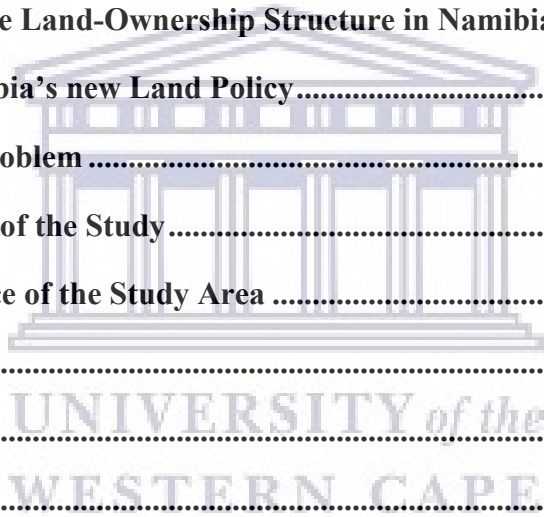 e Land-Ownership Structure in Namibia
bia's new Land Policy..............................
oblem ......................................................
of the Study............................................
ce of the Study Area ...............................
................................................................
UNIVERSITY of the
................................................................
WESTERN CAPE
................................................................